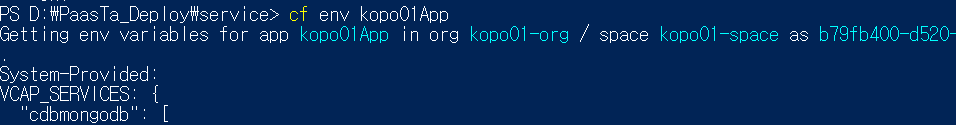 PS D:\PaasTa_Deploy\service> cf env kopo01App
Getting env variables for app kopo01App in org kopo01-org / space kopo01-space as b79fb400-d520-
.
System-Provided:
VCAP_SERVICES: {
"cdbmongodb": [